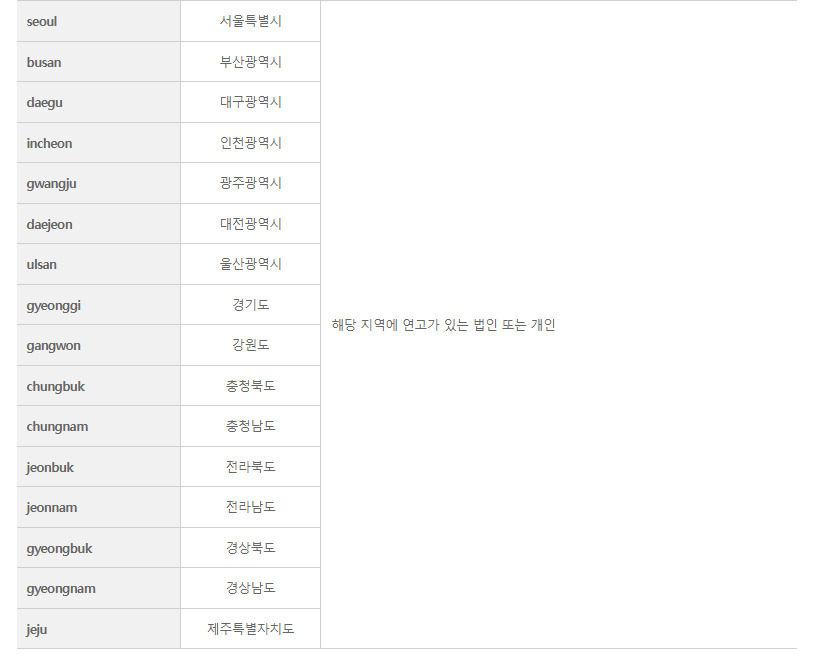 seoul 서울특별시
busan 부산광역시
daegu 대구광역시
incheon 인천광역시
gwangju 광주광역시
daejeon 대전광역시
ulsan 울산광역시
gyeonggi 경기도
해당 지역에 연고가 있는 법인 또는 개인
gangwon 강원도
chungbuk 충청북도
chungnam 충청남도
jeonbuk 전라북도
jeonnam 전라남도
gyeongbuk 경상북도
gyeongnam 경상남도
jeju 제주특별자치도